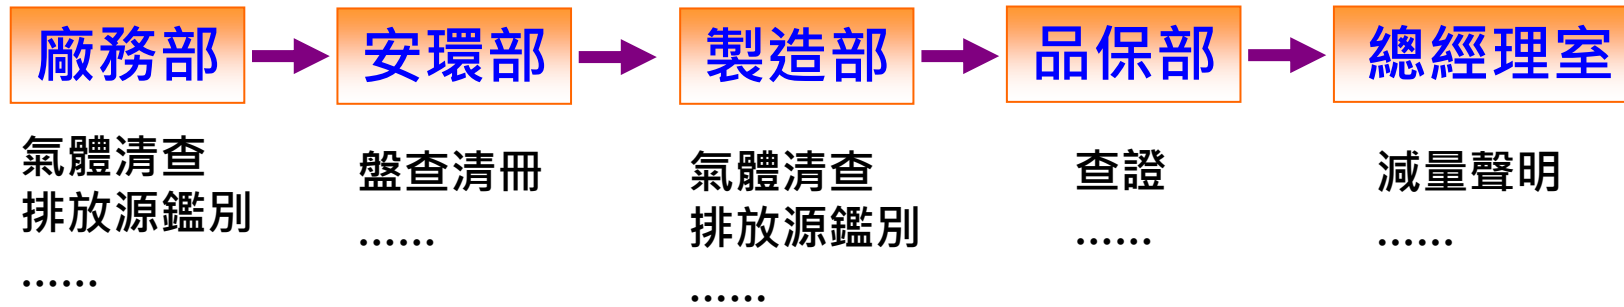 廠務部
安環部
製造部
品保部
總經理室
氣體清查
排放源鑑別
......
盤查清冊
......
氣體清查
排放源鑑別
......
查證
......
減量聲明
......